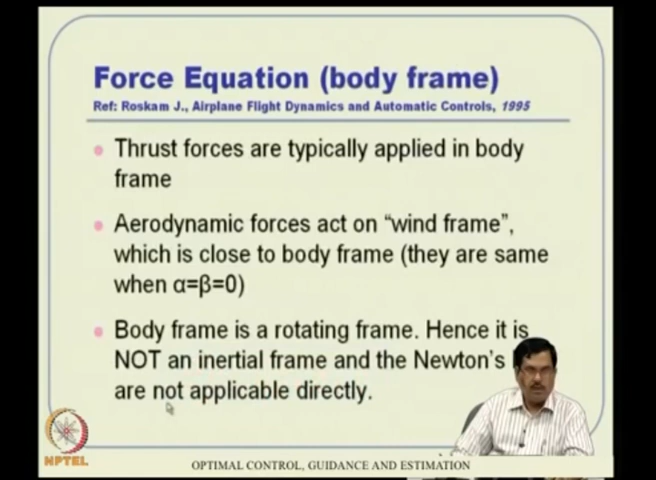 Force Equation (body frame)
Ref: Roskam J., Airplane Flight Dynamics and Automatic Controls, 1995
Thrust forces are typically applied in body
frame
Aerodynamic forces act on "wind frame",
which is close to body frame (they are same
when α=β=0)
Body frame is a rotating frame. Hence it is
NOT an inertial frame and the Newton's
are not applicable directly.
NPTEL
OPTIMAL CONTROL, GUIDANCE AND ESTIMATION